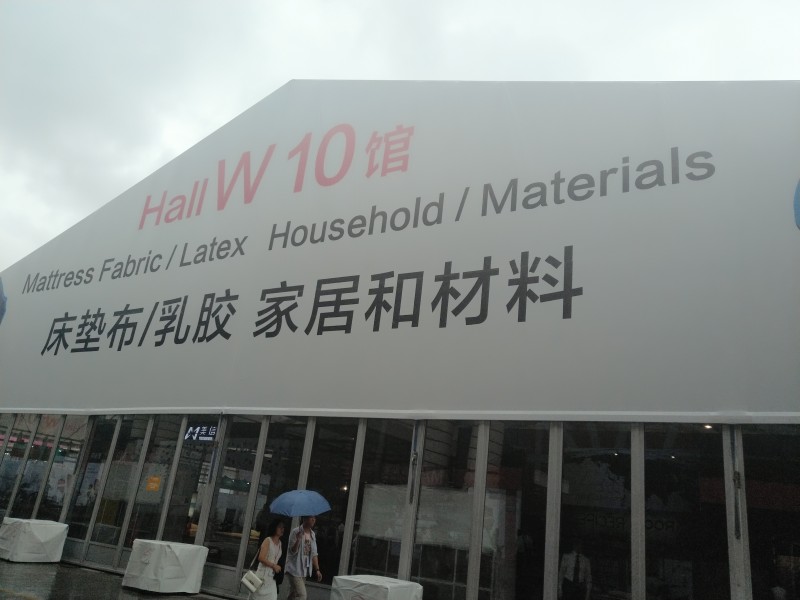 Hall W 10 馆
Mattress Fabric / Latex Household / Materials
床垫布/乳胶 家居和材料